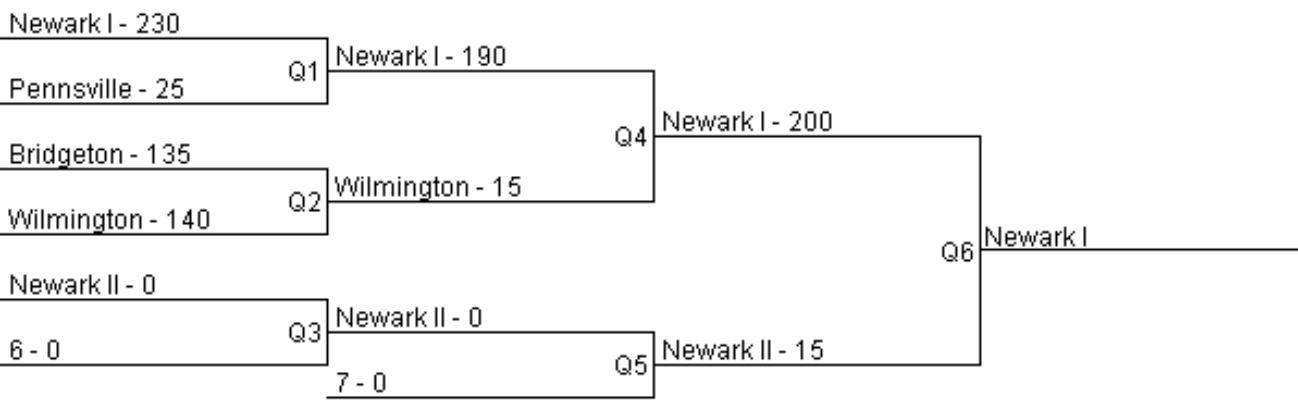 Newark I - 230
Q1
Newark I - 190
Pennsville - 25
Q4
Newark I - 200
Bridgeton - 135
Q2
Wilmington - 15
Wilmington - 140
Q6
Newark I
Newark II - 0
Q3
Newark II - 0
6 - 0
Q5
Newark II - 15
7 - 0